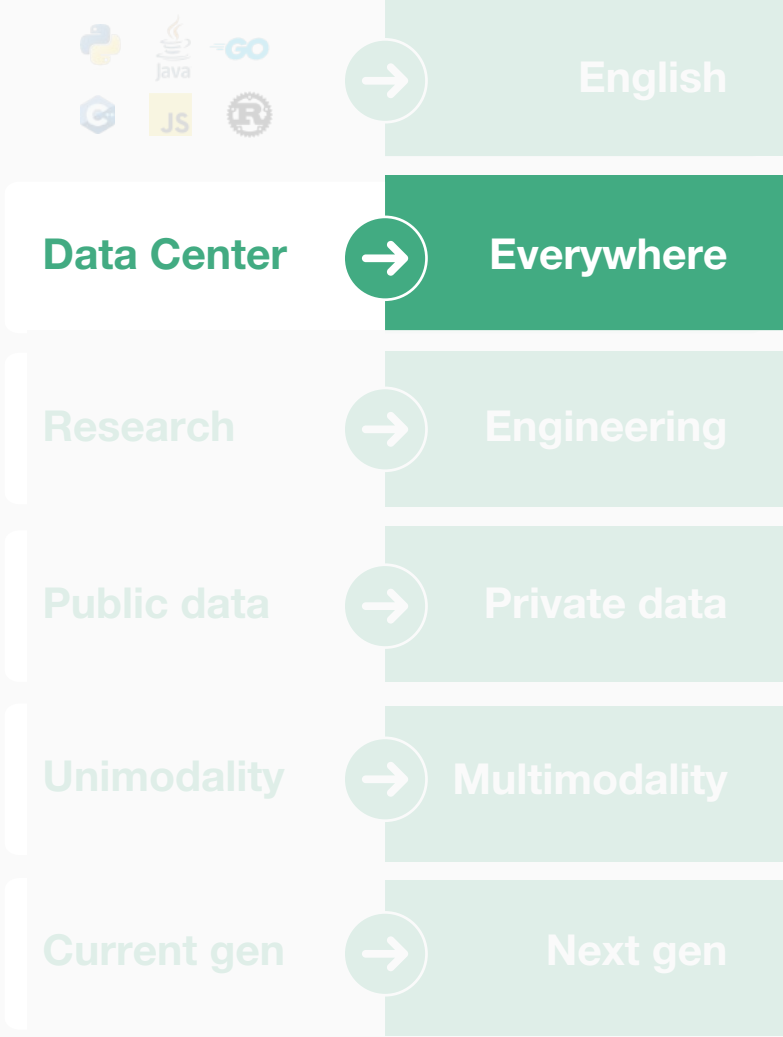 Java
GO
English
C++
JS
R
Data Center
Everywhere
Research
Engineering
Public data
Private data
Unimodality
Multimodality
Current gen
Next gen